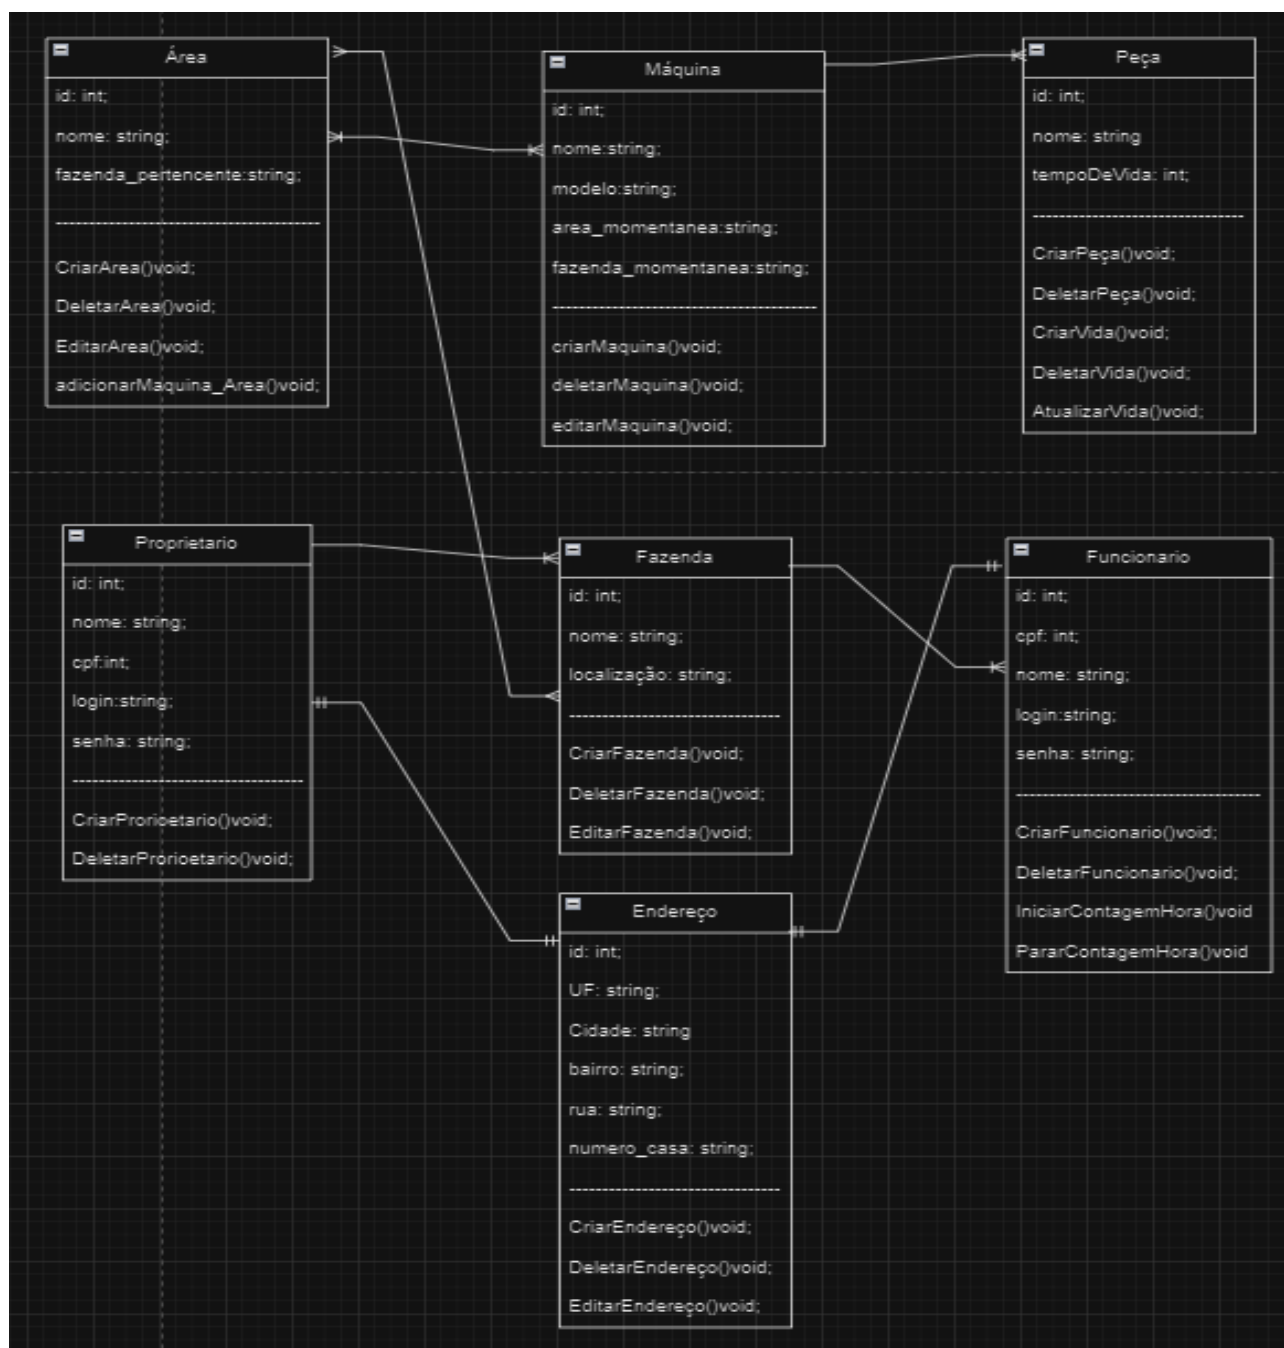 Área
id: int;
nome: string;
fazenda_pertencente:string;
----------------------------------------
CriarArea()void;
DeletarArea()void;
EditarArea()void;
adicionarMaquina_Area()void;
Máquina
id: int;
nome:string;
modelo:string;
area_momentanea:string;
fazenda_momentanea:string;
----------------------------------------
criarMaquina()void;
deletarMaquina()void;
editarMaquina()void;
Peça
id: int;
nome: string
tempoDeVida: int;
--------------------------------
CriarPeça()void;
DeletarPeça()void;
CriarVida()void;
DeletarVida()void;
AtualizarVida()void;
Proprietario
id: int;
nome: string;
cpf:int;
login:string;
senha: string;
-----------------------------------
CriarProrioetario()void;
DeletarProrioetario()void;
Fazenda
id: int;
nome: string;
localização: string;
--------------------------------
CriarFazenda()void;
DeletarFazenda()void;
EditarFazenda()void;
Funcionario
id: int;
cpf: int;
nome: string;
login:string;
senha: string;
-------------------------------------
CriarFuncionario()void;
DeletarFuncionario()void;
IniciarContagemHora()void
PararContagemHora()void
Endereço
id: int;
UF: string;
Cidade: string
bairro: string;
rua: string;
numero_casa: string;
--------------------------------
CriarEndereço()void;
DeletarEndereço()void;
EditarEndereço()void;